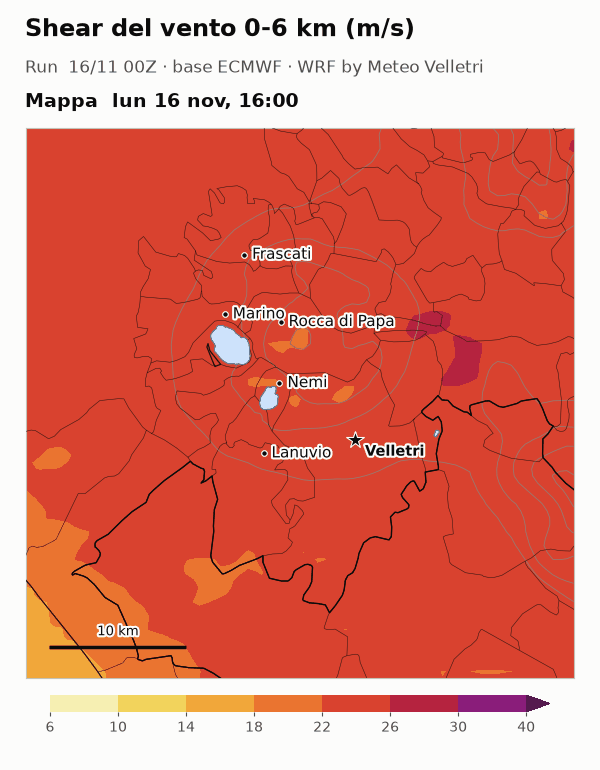 Shear del vento 0-6 km (m/s)
Run 16/11 00Z · base ECMWF · WRF by Meteo Velletri
Mappa lun 16 nov, 16:00
Frascati
Marino
Rocca di Papa
Nemi
Velletri
Lanuvio
10 km
6 10 14 18 22 26 30 40